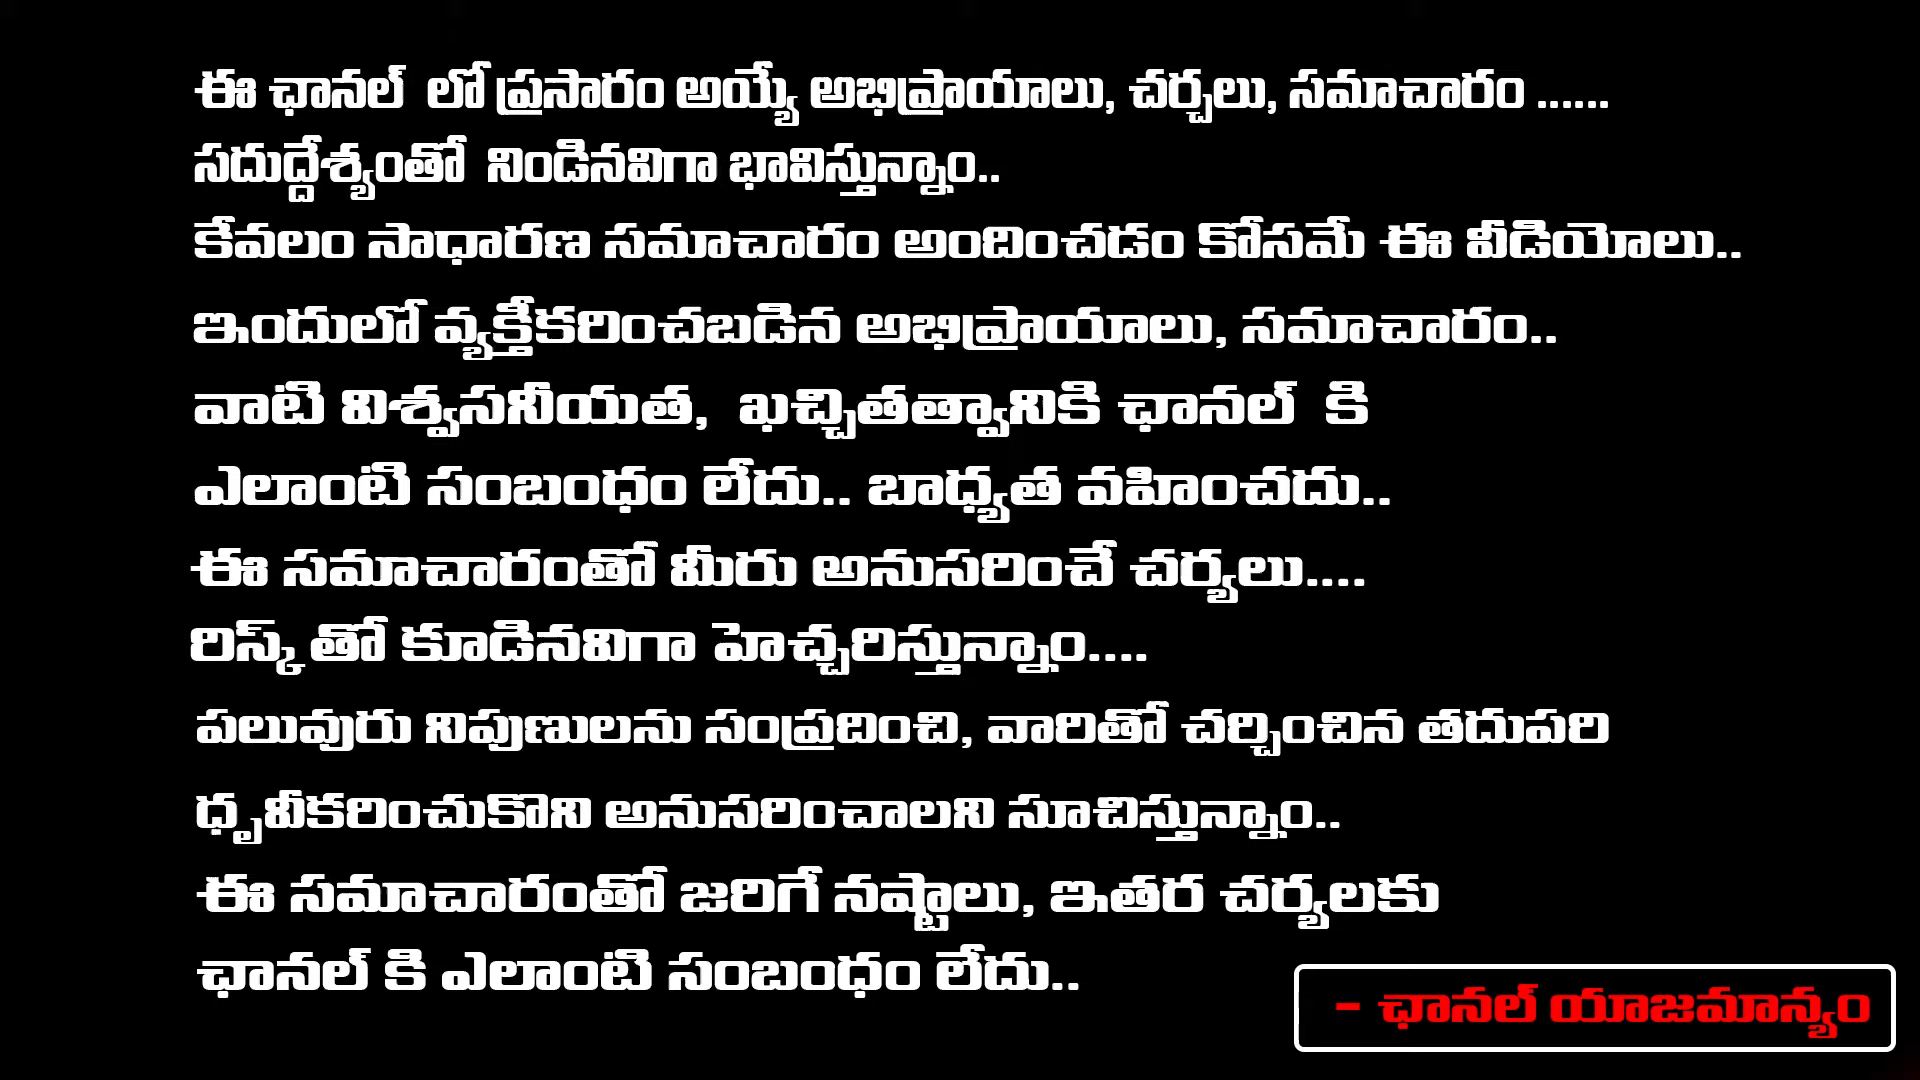 ఈ ఛానల్ లో ప్రసారం అయ్యే అభిప్రాయాలు, చర్చలు, సమాచారం ......
సదుద్దేశ్యంతో నిండినవిగా భావిస్తున్నాం..
కేవలం సాధారణ సమాచారం అందించడం కోసమే ఈ వీడియోలు..
ఇందులో వ్యక్తీకరించబడిన అభిప్రాయాలు, సమాచారం..
వాటి విశ్వసనీయత, ఖచ్చితత్వానికి ఛానల్ కి
ఎలాంటి సంబంధం లేదు.. బాధ్యత వహించదు..
ఈ సమాచారంతో మీరు అనుసరించే చర్యలు....
రిస్క్ తో కూడినవిగా హెచ్చరిస్తున్నాం....
పలువురు నిపుణులను సంప్రదించి, వారితో చర్చించిన తదుపరి
ధృవీకరించుకొని అనుసరించాలని సూచిస్తున్నాం..
ఈ సమాచారంతో జరిగే నష్టాలు, ఇతర చర్యలకు
ఛానల్ కి ఎలాంటి సంబంధం లేదు..
- ఛానల్ యాజమాన్యం